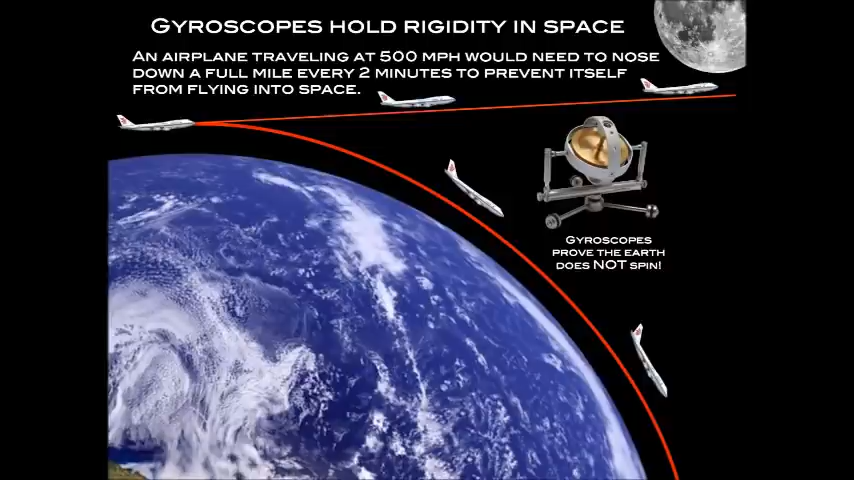 Gyroscopes hold rigidity in space
An airplane traveling at 500 mph would need to nose
down a full mile every 2 minutes to prevent itself
from flying into space.
Gyroscopes
prove the earth
does NOT spin!